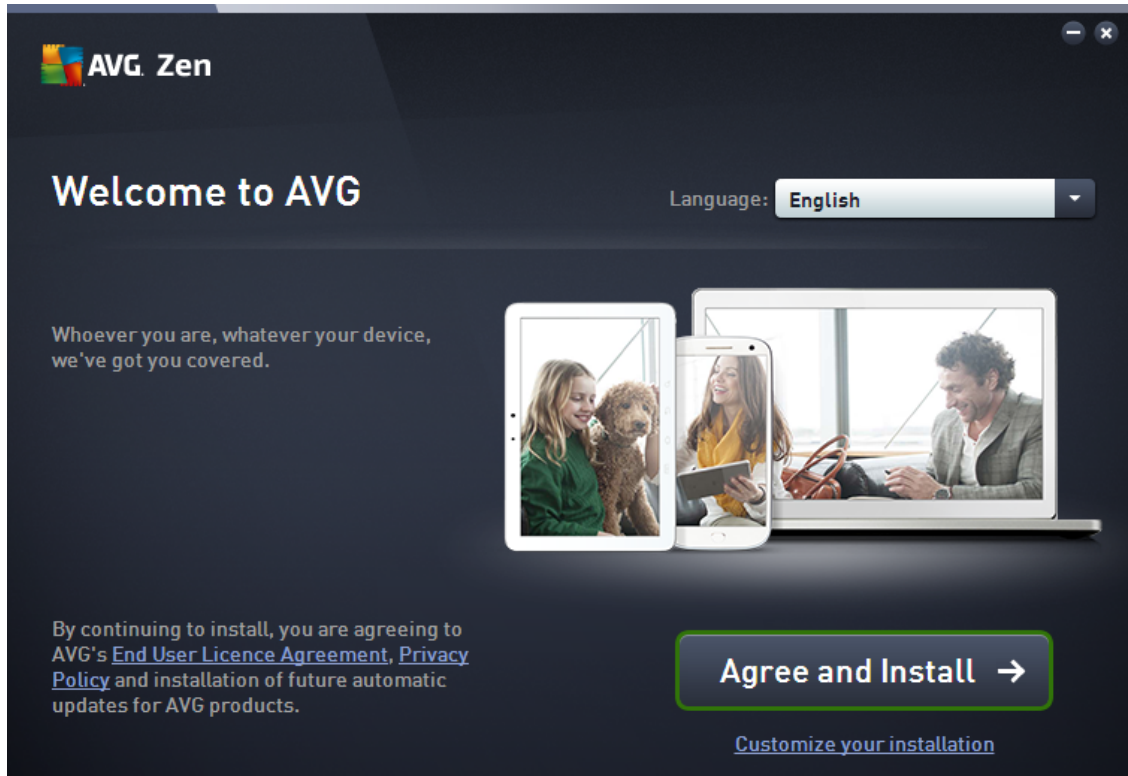 AVG. Zen
Welcome to AVG
Language: English
Whoever you are, whatever your device,
we've got you covered.
By continuing to install, you are agreeing to
AVG's End User Licence Agreement, Privacy
Policy and installation of future automatic
updates for AVG products.
Agree and Install →
Customize your installation